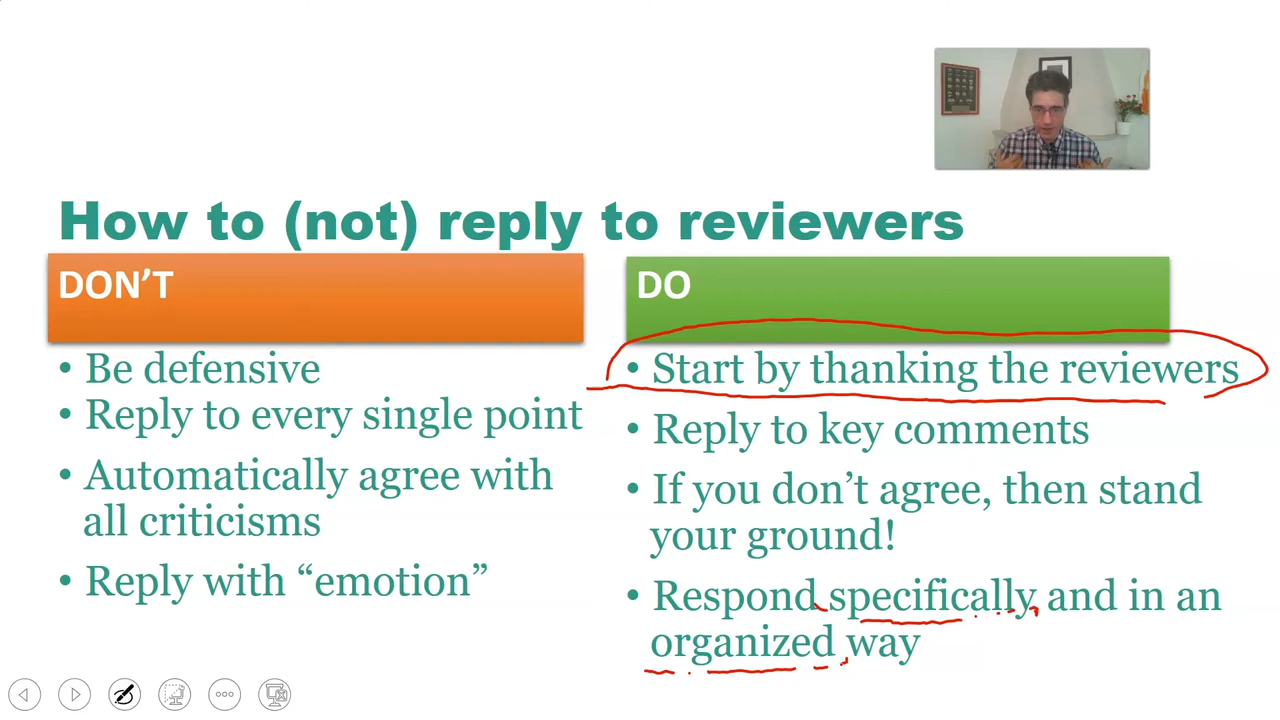 How to (not) reply to reviewers
DON’T
• Be defensive
• Reply to every single point
• Automatically agree with
all criticisms
• Reply with “emotion”
DO
• Start by thanking the reviewers
• Reply to key comments
• If you don’t agree, then stand
your ground!
• Respond specifically and in an
organized way